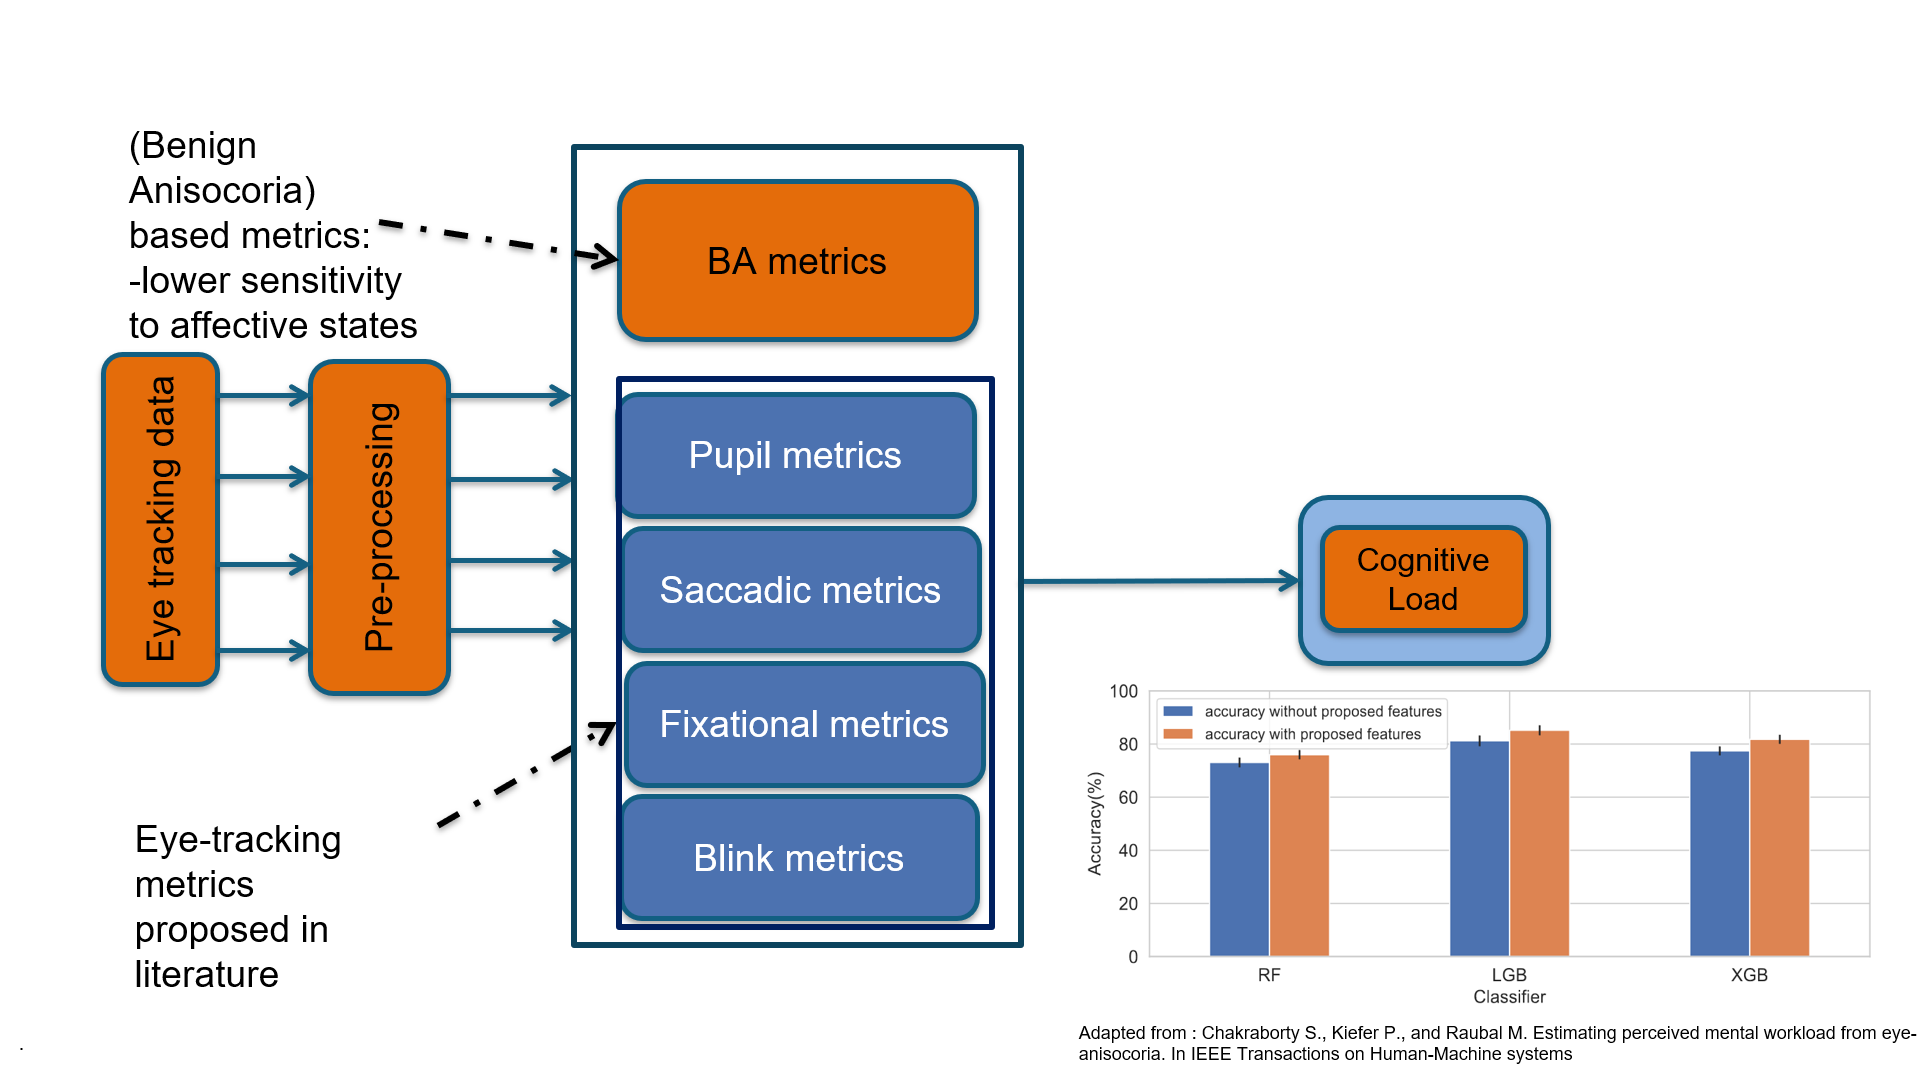 (Benign
Anisocoria)
based metrics:
-lower sensitivity
to affective states
BA metrics
Eye tracking data
Pre-processing
Pupil metrics
Saccadic metrics
Fixational metrics
Blink metrics
Cognitive
Load
Eye-tracking
metrics
proposed in
literature
accuracy without proposed features
accuracy with proposed features
Accuracy(%)
100
80
60
40
20
0
RF
LGB
XGB
Classifier
Adapted from : Chakraborty S., Kiefer P., and Raubal M. Estimating perceived mental workload from eye-
anisocoria. In IEEE Transactions on Human-Machine systems
.